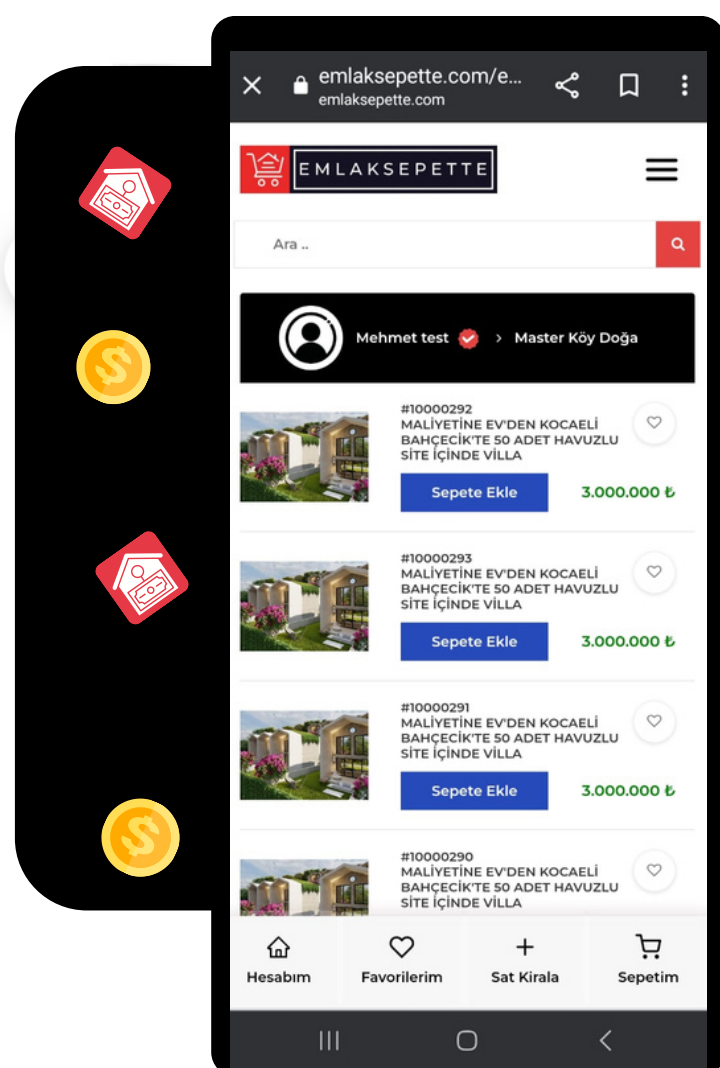 emlaksepette.com/e...
emlaksepette.com
EMLAKSEPETTE
Ara ..
Mehmet test > Master Köy Doğa
#10000292
MALİYETİNE EV'DEN KOCAELİ
BAHÇECİK'TE 50 ADET HAVUZLU
SİTE İÇİNDE VİLLA
Sepete Ekle 3.000.000 ₺
#10000293
MALİYETİNE EV'DEN KOCAELİ
BAHÇECİK'TE 50 ADET HAVUZLU
SİTE İÇİNDE VİLLA
Sepete Ekle 3.000.000 ₺
#10000291
MALİYETİNE EV'DEN KOCAELİ
BAHÇECİK'TE 50 ADET HAVUZLU
SİTE İÇİNDE VİLLA
Sepete Ekle 3.000.000 ₺
#10000290
MALİYETİNE EV'DEN KOCAELİ
BAHÇECİK'TE 50 ADET HAVUZLU
SİTE İÇİNDE VİLLA
Hesabım Favorilerim Sat Kirala Sepetim